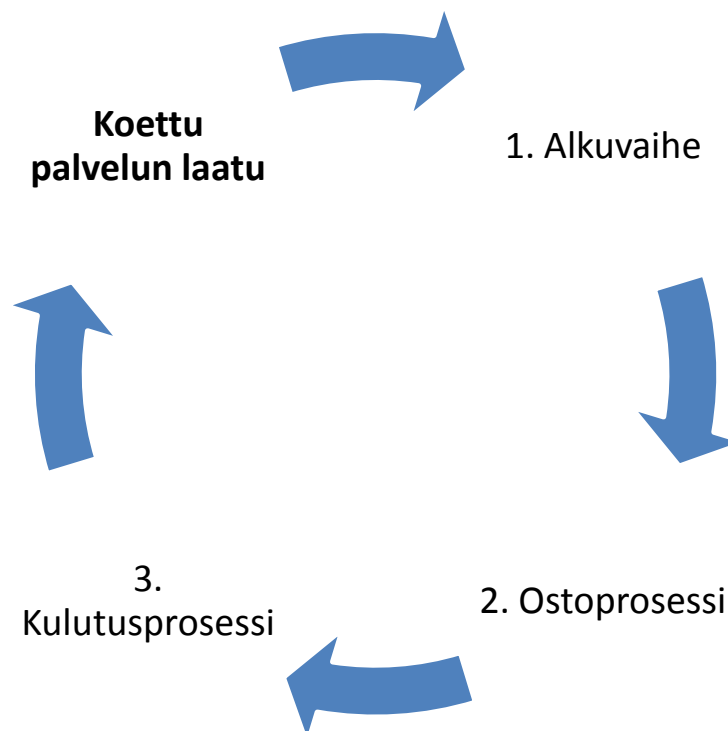 Koettu
palvelun laatu
1. Alkuvaihe
2. Ostoprosessi
3.
Kulutusprosessi